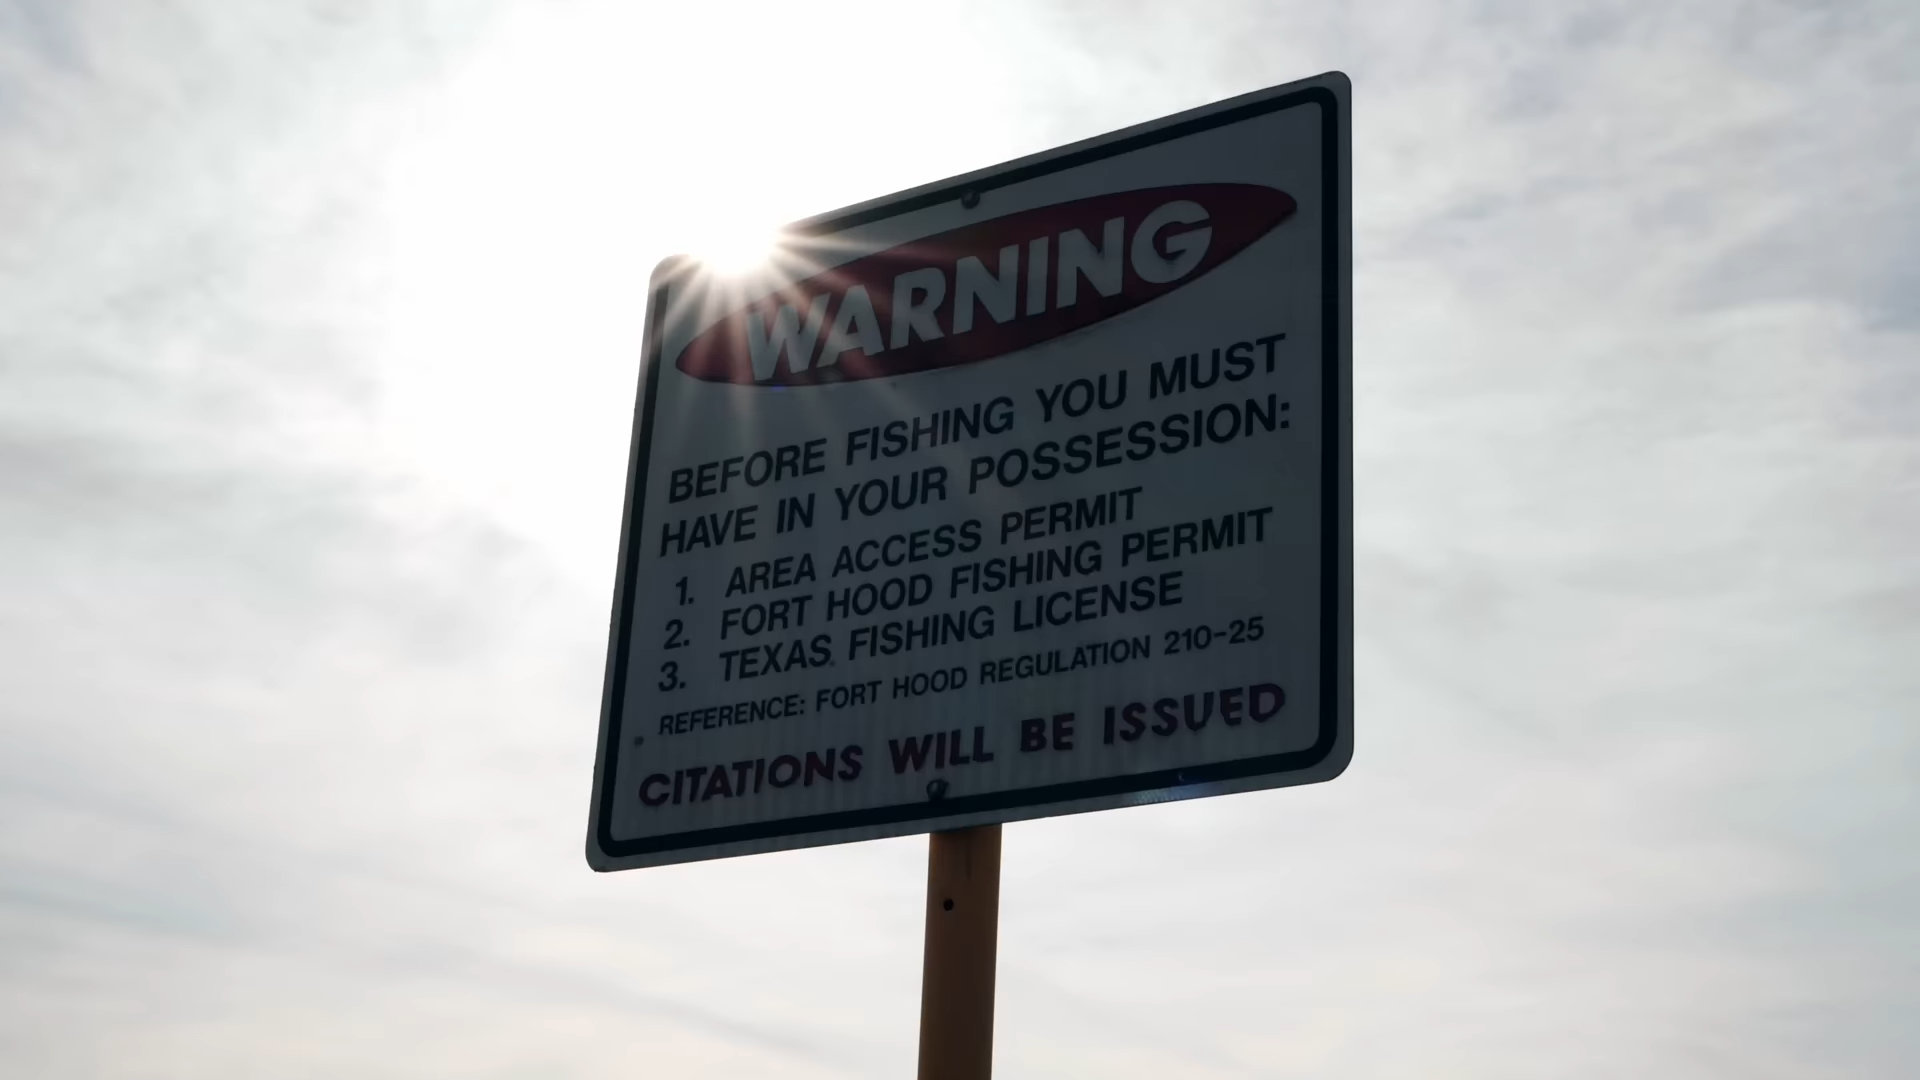 WARNING
BEFORE FISHING YOU MUST
HAVE IN YOUR POSSESSION:
1. AREA ACCESS PERMIT
2. FORT HOOD FISHING PERMIT
3. TEXAS FISHING LICENSE
REFERENCE: FORT HOOD REGULATION 210-25
CITATIONS WILL BE ISSUED